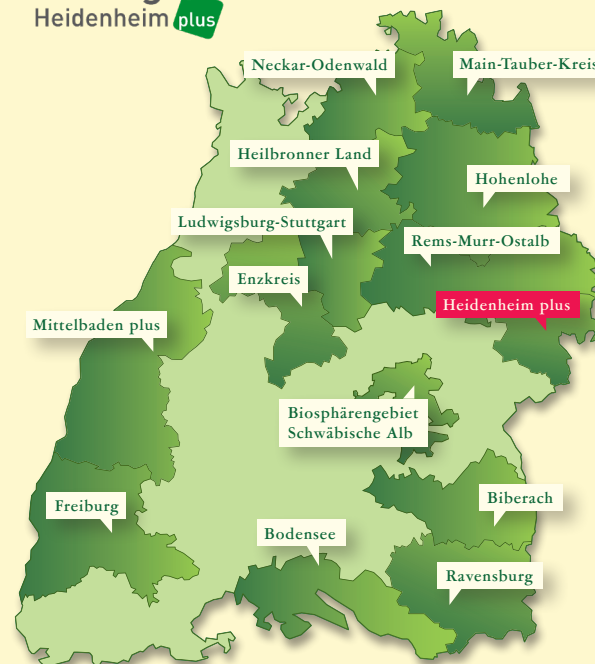 Heidenheim plus
Neckar-Odenwald
Main-Tauber-Kreis
Heilbronner Land
Hohenlohe
Ludwigsburg-Stuttgart
Rems-Murr-Ostalb
Enzkreis
Heidenheim plus
Mittelbaden plus
Biosphärengebiet
Schwäbische Alb
Biberach
Freiburg
Bodensee
Ravensburg